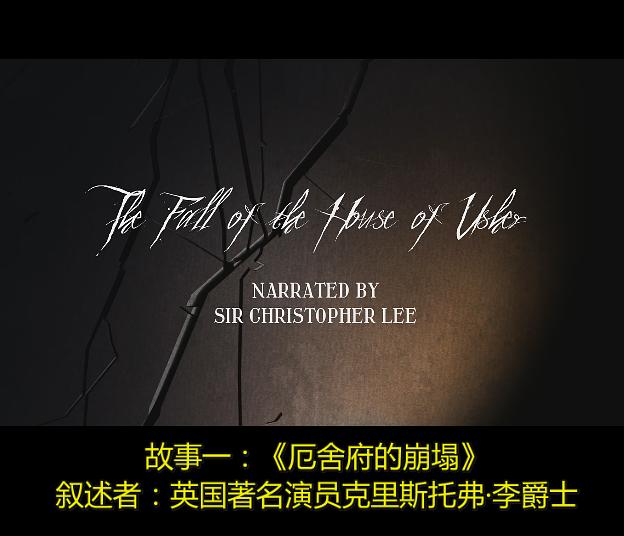 The Fall of the House of Usher
NARRATED BY
SIR CHRISTOPHER LEE
故事一：《厄舍府的崩塌》
叙述者：英国著名演员克里斯托弗·李爵士